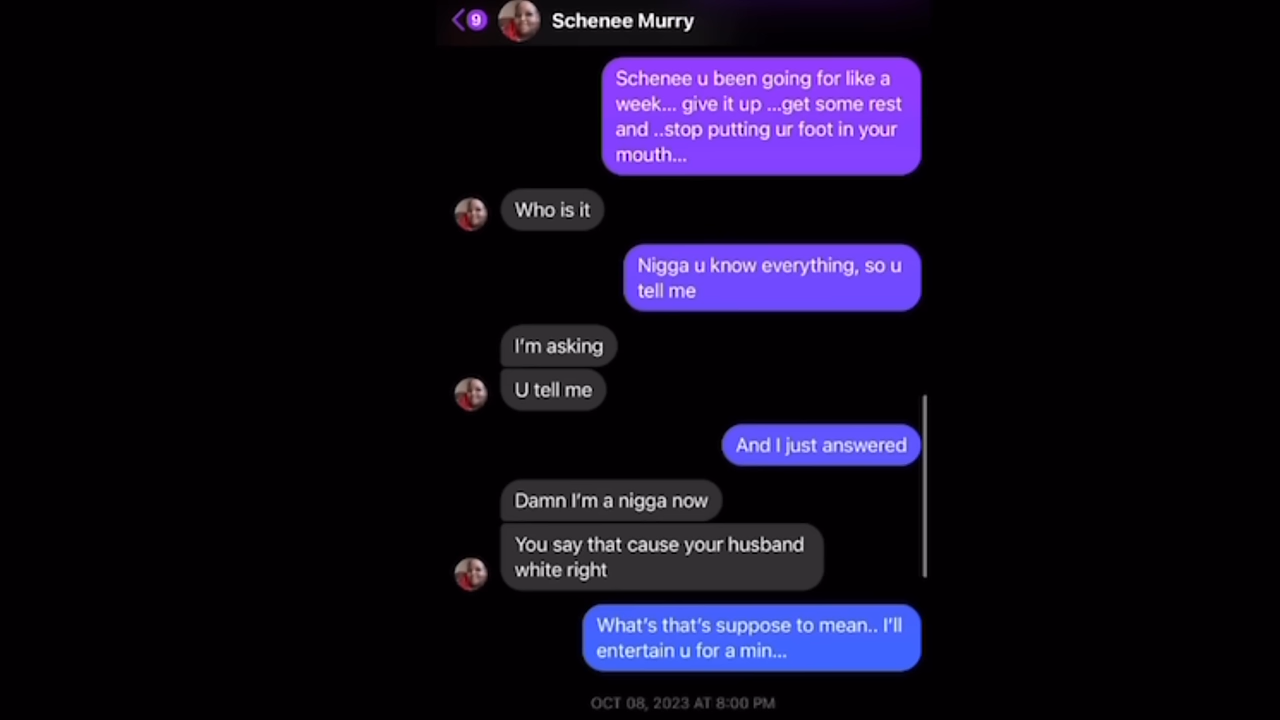 9
Schenee Murry
Schenee u been going for like a
week... give it up ...get some rest
and ..stop putting ur foot in your
mouth...
Who is it
Nigga u know everything, so u
tell me
I'm asking
U tell me
And I just answered
Damn I'm a nigga now
You say that cause your husband
white right
What's that's suppose to mean.. I'll
entertain u for a min...
OCT 08, 2023 AT 8:00 PM